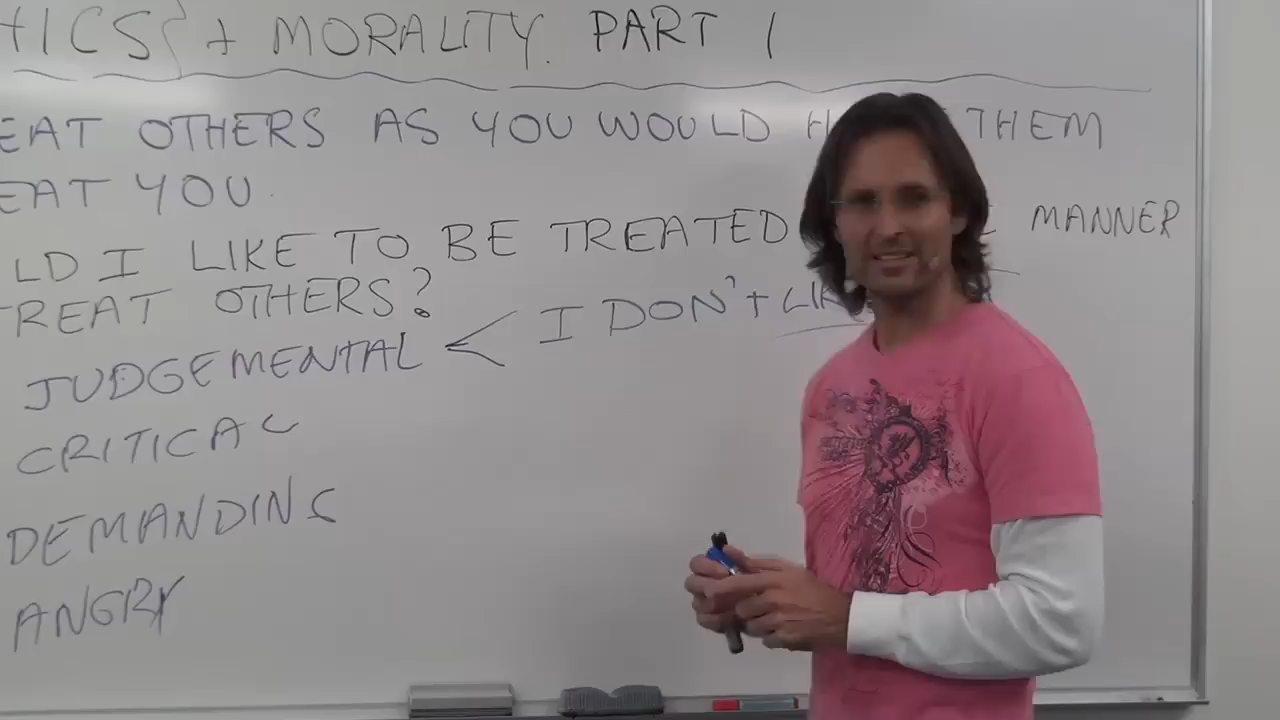 HICS + MORALITY. PART 1
EAT OTHERS AS YOU WOULD H THEM
EAT YOU.
LD I LIKE TO BE TREATED MANNER
TREAT OTHERS?
I DON'T LIKE
JUDGEMENTAL
CRITICAL
DEMANDING
ANGRY